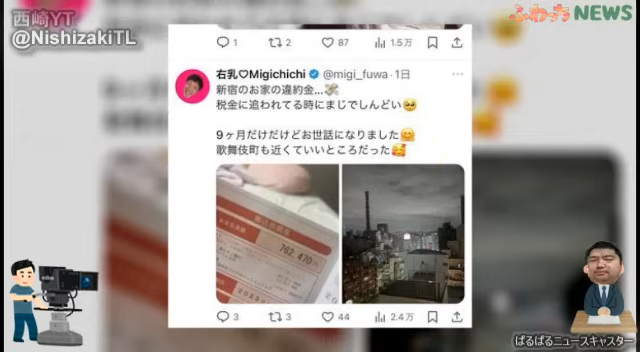 西崎YT
@NishizakiTL
ふわっちNEWS
1
2
87
1.5万
右乳♡Migichichi @migi_fuwa・1日
新宿のお家の違約金...💸
税金に追われてる時にまじでしんどい🥹
9ヶ月だけだけどお世話になりました🤗
歌舞伎町も近くていいところだった🥰
762,470
3
3
44
2.4万
ぱるぱるニュースキャスター